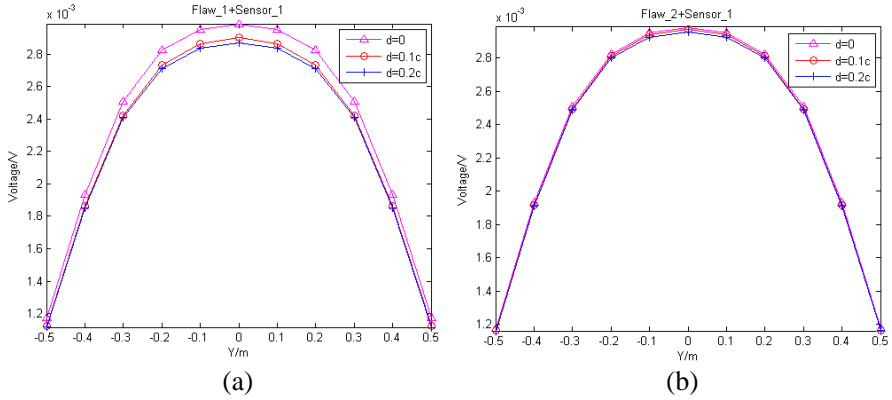 Flaw_1+Sensor_1
x 10⁻³
d=0
d=0.1c
d=0.2c
2.8
2.6
2.4
2.2
2
1.8
1.6
1.4
1.2
Voltage/V
-0.5 -0.4 -0.3 -0.2 -0.1 0 0.1 0.2 0.3 0.4 0.5
Y/m
(a)
Flaw_2+Sensor_1
x 10⁻³
d=0
d=0.1c
d=0.2c
2.8
2.6
2.4
2.2
2
1.8
1.6
1.4
1.2
Voltage/V
-0.5 -0.4 -0.3 -0.2 -0.1 0 0.1 0.2 0.3 0.4 0.5
Y/m
(b)